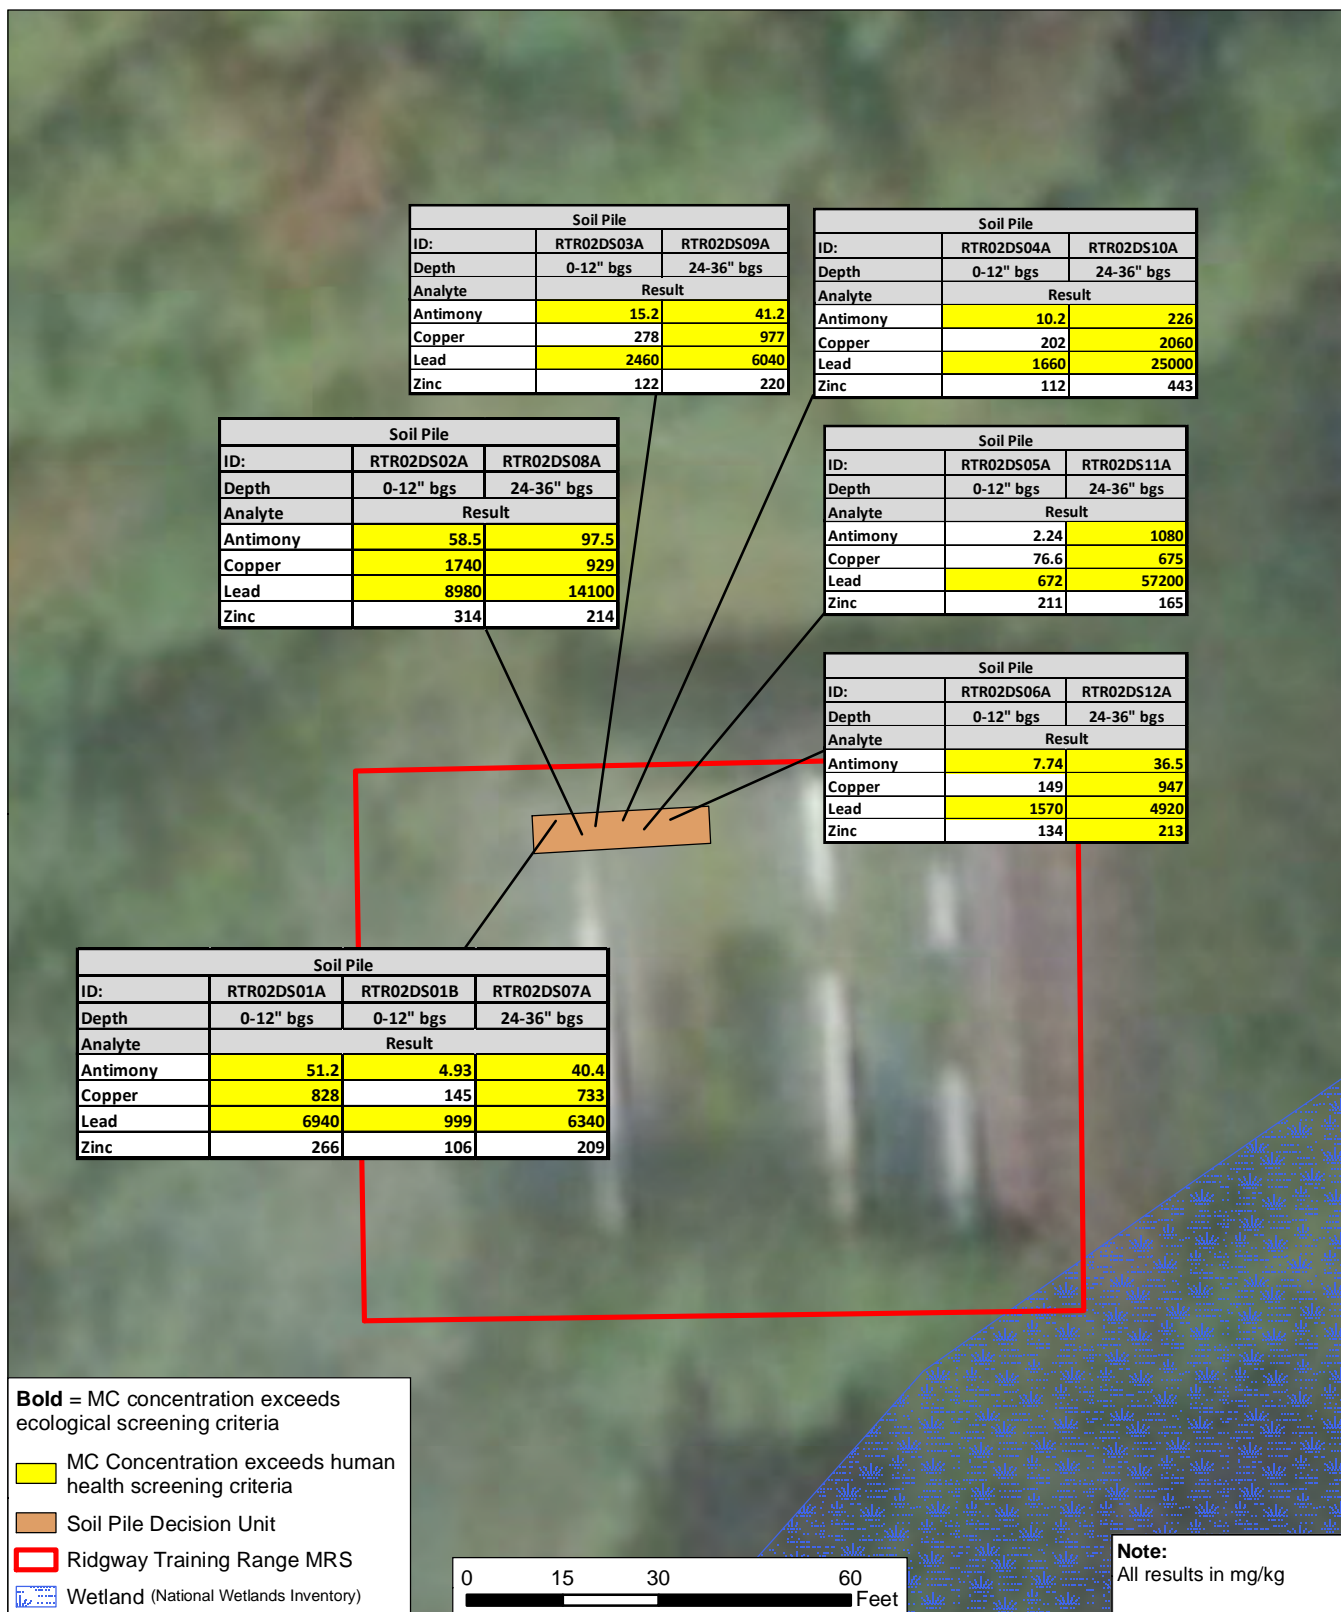 Soil Pile
ID: RTR02DS03A RTR02DS09A
Depth 0-12" bgs 24-36" bgs
Analyte Result
Antimony 15.2 41.2
Copper 278 977
Lead 2460 6040
Zinc 122 220
Soil Pile
ID: RTR02DS04A RTR02DS10A
Depth 0-12" bgs 24-36" bgs
Analyte Result
Antimony 10.2 226
Copper 202 2060
Lead 1660 25000
Zinc 112 443
Soil Pile
ID: RTR02DS02A RTR02DS08A
Depth 0-12" bgs 24-36" bgs
Analyte Result
Antimony 58.5 97.5
Copper 1740 929
Lead 8980 14100
Zinc 314 214
Soil Pile
ID: RTR02DS05A RTR02DS11A
Depth 0-12" bgs 24-36" bgs
Analyte Result
Antimony 2.24 1080
Copper 76.6 675
Lead 672 57200
Zinc 211 165
Soil Pile
ID: RTR02DS06A RTR02DS12A
Depth 0-12" bgs 24-36" bgs
Analyte Result
Antimony 7.74 36.5
Copper 149 947
Lead 1570 4920
Zinc 134 213
Soil Pile
ID: RTR02DS01A RTR02DS01B RTR02DS07A
Depth 0-12" bgs 0-12" bgs 24-36" bgs
Analyte Result
Antimony 51.2 4.93 40.4
Copper 828 145 733
Lead 6940 999 6340
Zinc 266 106 209
Bold = MC concentration exceeds
ecological screening criteria
MC Concentration exceeds human
health screening criteria
Soil Pile Decision Unit
Ridgway Training Range MRS
Wetland (National Wetlands Inventory)
0 15 30 60
Feet
Note:
All results in mg/kg